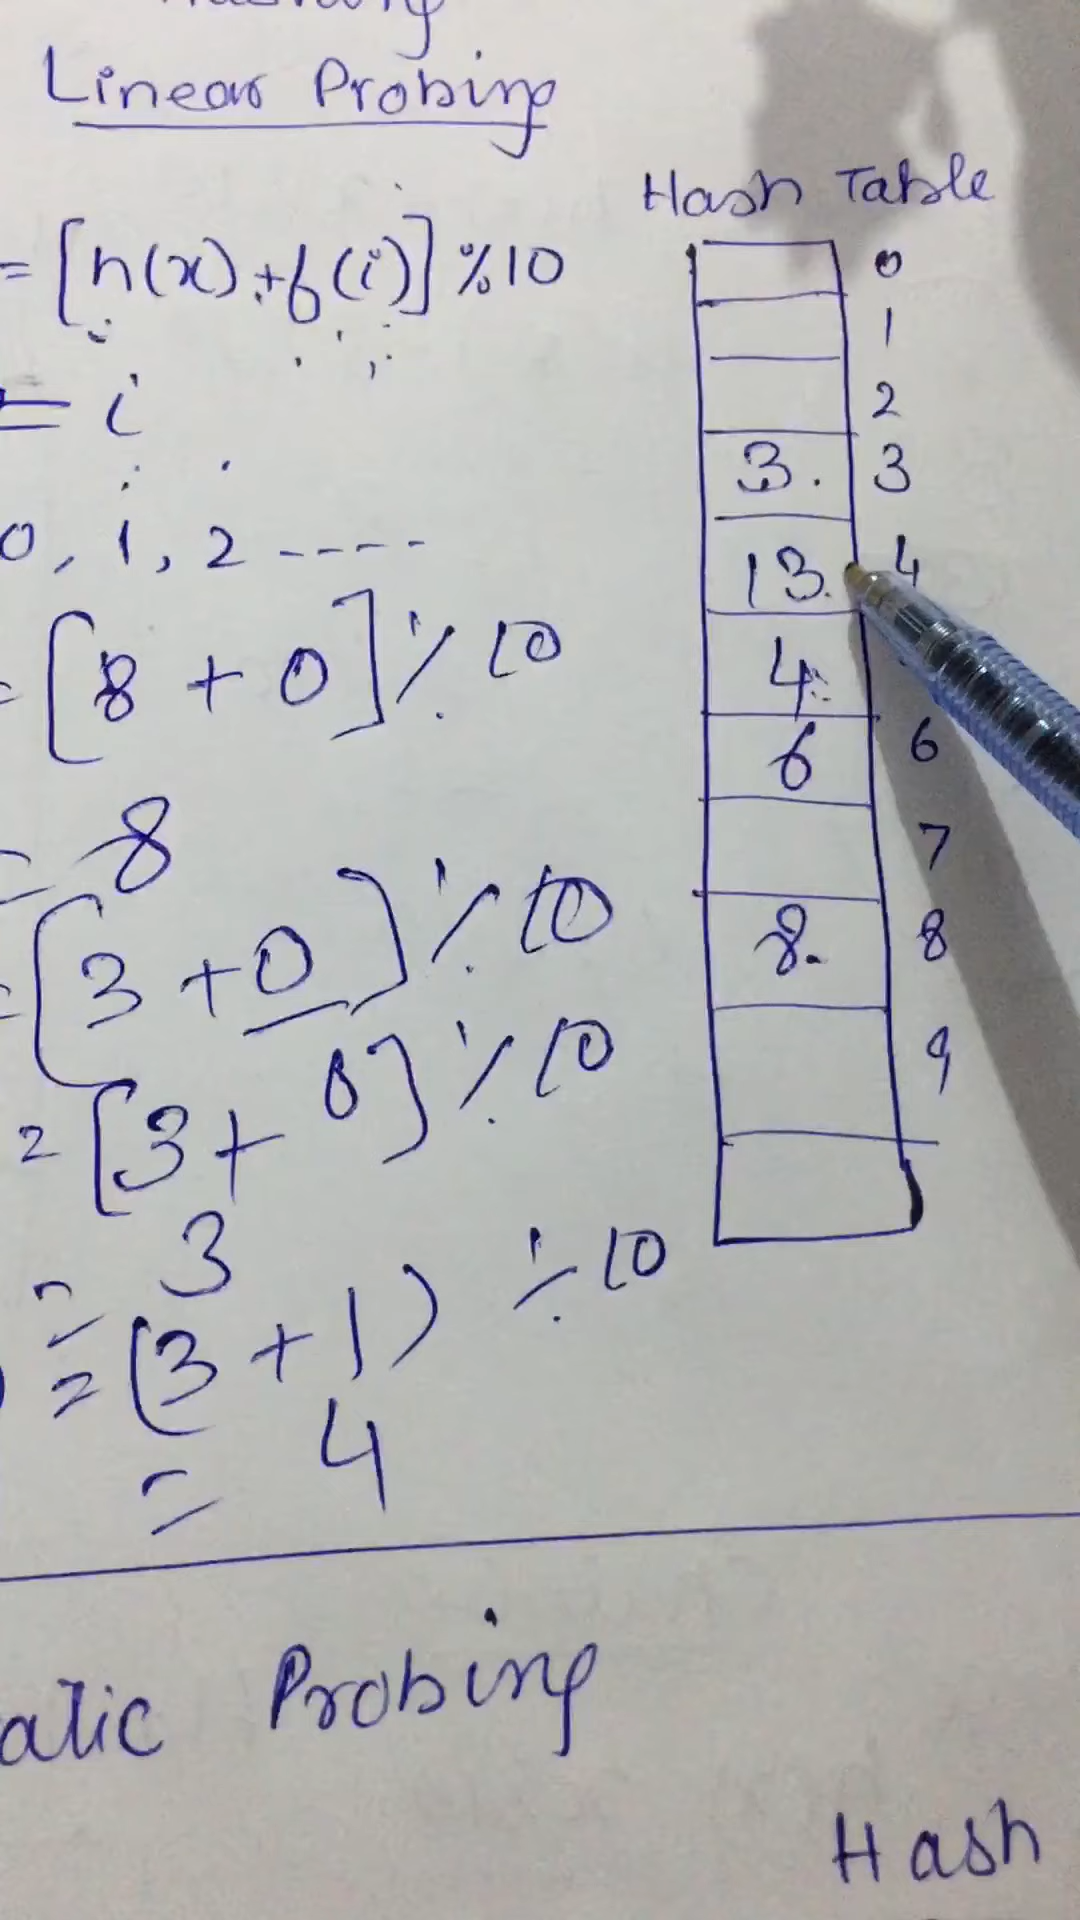 Linear Probing
Hash Table
= [h(x) + f(i)] % 10
= i
0, 1, 2 ----
= [8 + 0] % 10
= 8
= [3 + 0] % 10
= [3 + 0] % 10
= 3
= (3 + 1) % 10
= 4
0
1
2
3. 3
13. 4
4
6 6
7
8. 8
9
Probing
Hash